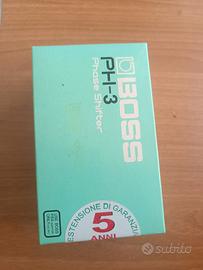 BOSS
PH-3
Phase Shifter
ESTENSIONE DI GARANZIA
5
ANNI
subito